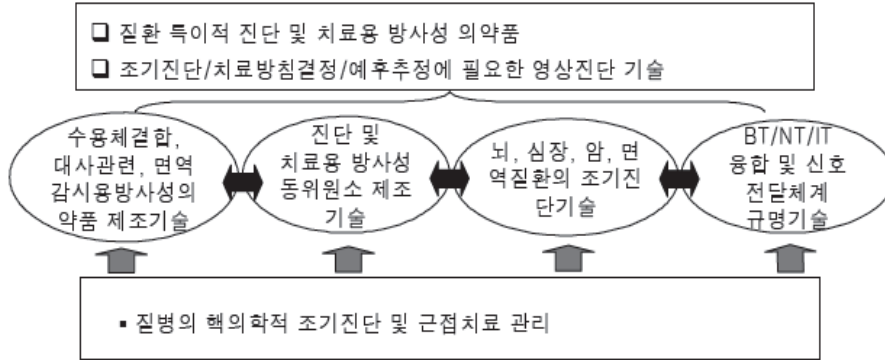 ❑ 질환 특이적 진단 및 치료용 방사성 의약품
❑ 조기진단/치료방침결정/예후추정에 필요한 영상진단 기술
수용체결합,
대사관련, 면역
감시용방사성의
약품 제조기술
진단 및
치료용 방사성
동위원소 제조
기술
뇌, 심장, 암, 면
역질환의 조기진
단기술
BT/NT/IT
융합 및 신호
전달체계
규명기술
▪ 질병의 핵의학적 조기진단 및 근접치료 관리